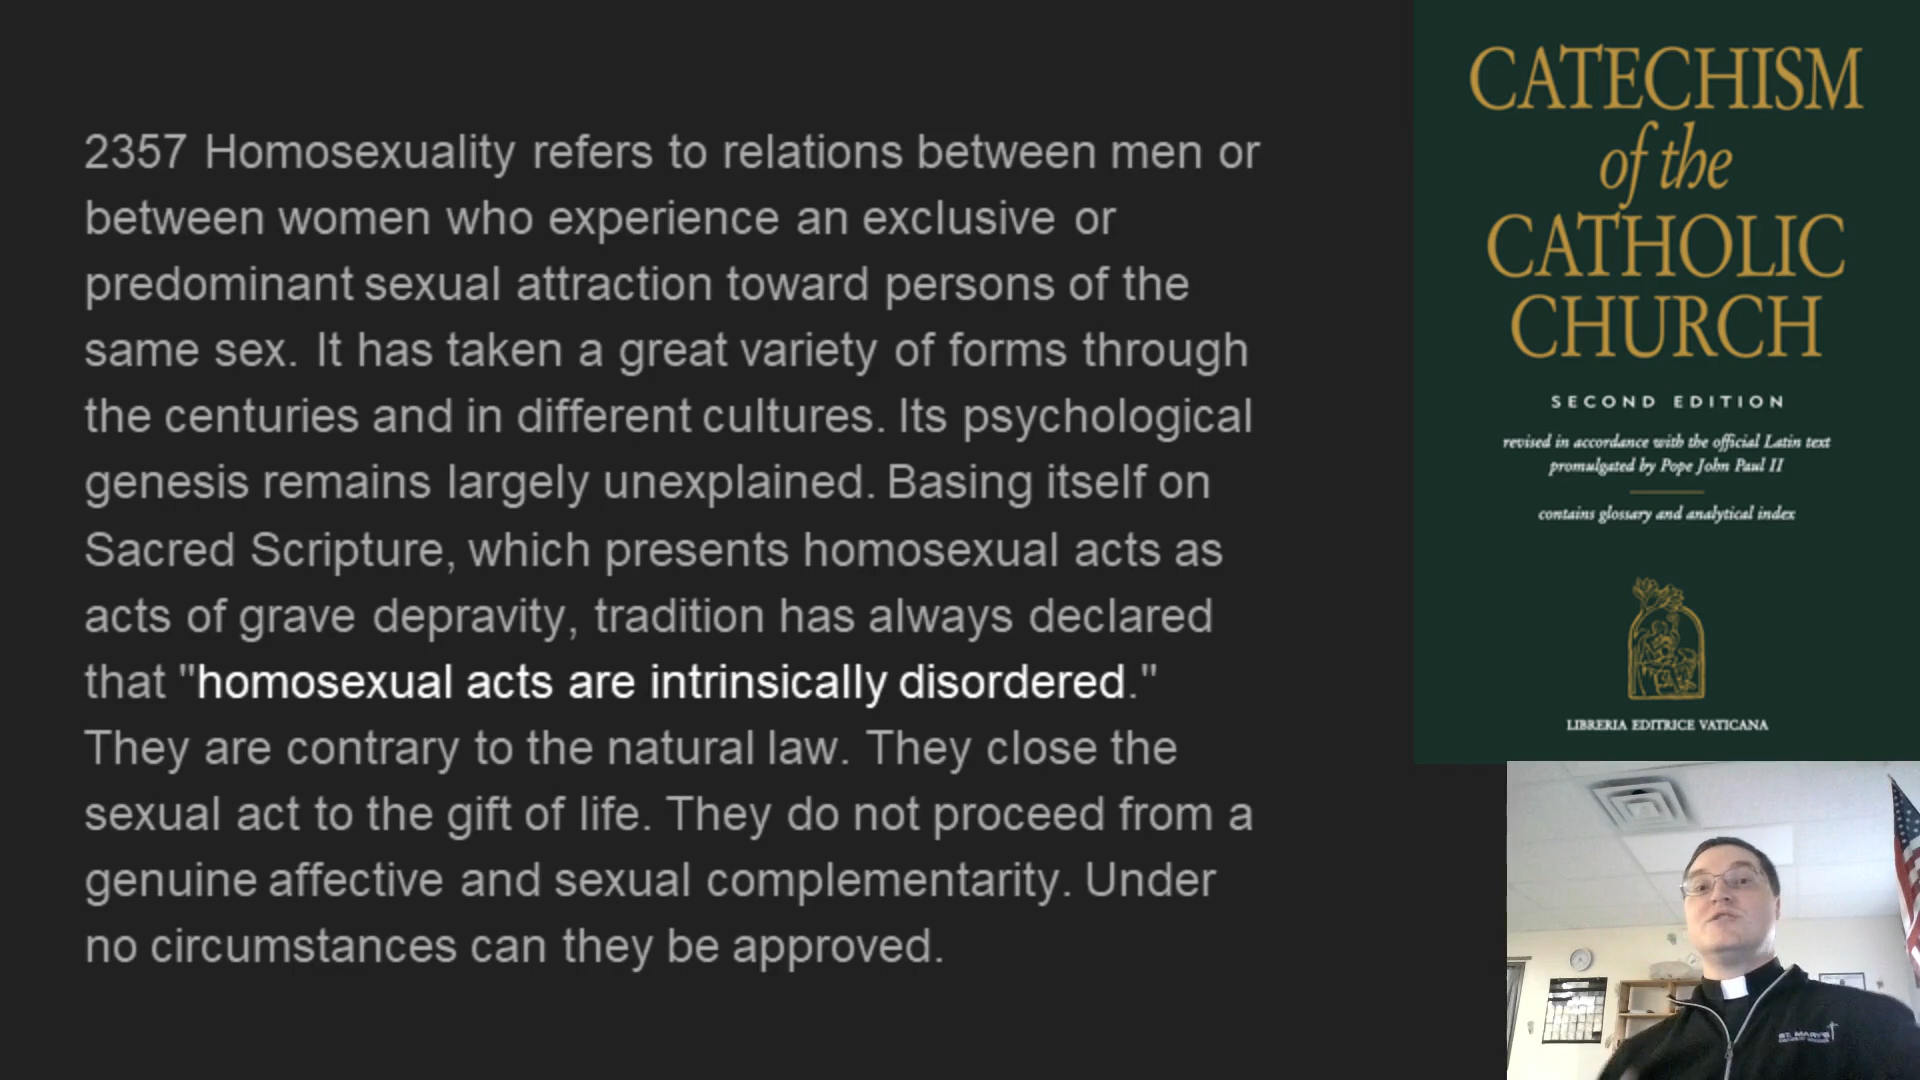 2357 Homosexuality refers to relations between men or
between women who experience an exclusive or
predominant sexual attraction toward persons of the
same sex. It has taken a great variety of forms through
the centuries and in different cultures. Its psychological
genesis remains largely unexplained. Basing itself on
Sacred Scripture, which presents homosexual acts as
acts of grave depravity, tradition has always declared
that "homosexual acts are intrinsically disordered."
They are contrary to the natural law. They close the
sexual act to the gift of life. They do not proceed from a
genuine affective and sexual complementarity. Under
no circumstances can they be approved.
CATECHISM
of the
CATHOLIC
CHURCH
SECOND EDITION
revised in accordance with the official Latin text
promulgated by Pope John Paul II
contains glossary and analytical index
LIBRERIA EDITRICE VATICANA
ST. MARY'S